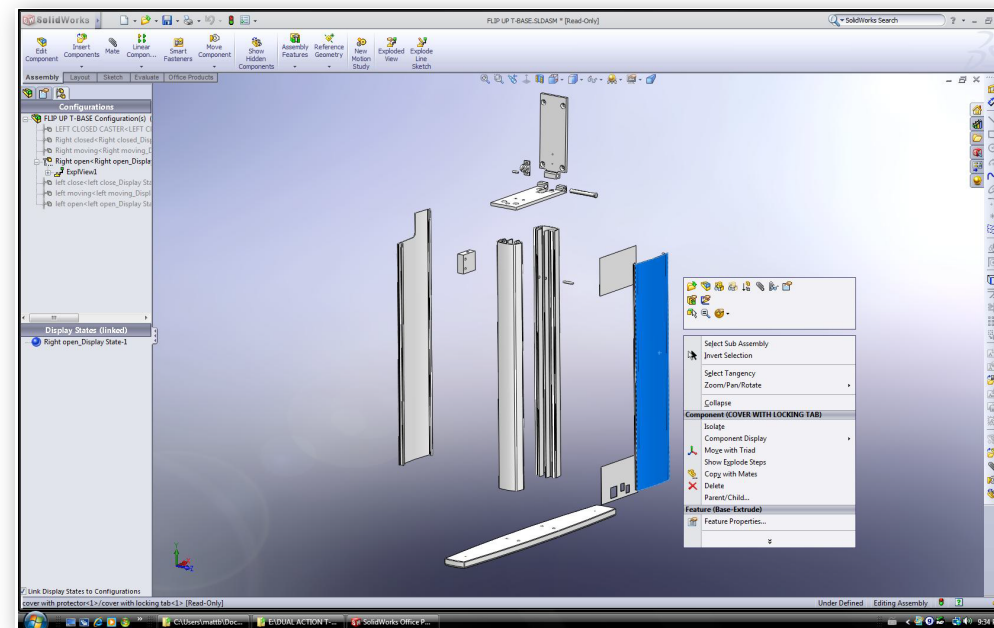 SolidWorks
FLIP UP T-BASE.SLDASM * [Read-Only]
SolidWorks Search
Edit Component
Insert Components
Mate
Linear Compon...
Smart Fasteners
Move Component
Show Hidden Components
Assembly Features
Reference Geometry
New Motion Study
Exploded View
Explode Line Sketch
Assembly Layout Sketch Evaluate Office Products
Configurations
FLIP UP T-BASE Configuration(s) (
LEFT CLOSED CASTER<LEFT Cl
Right closed<Right closed_Disp
Right moving<Right moving_D
Right open<Right open_Displa
ExplView1
left close<left close_Display Sta
left moving<left moving_Displ
left open<left open_Display Sta
Display States (linked)
Right open_Display State-1
Select Sub Assembly
Invert Selection
Select Tangency
Zoom/Pan/Rotate
Collapse
Component (COVER WITH LOCKING TAB)
Isolate
Component Display
Move with Triad
Show Explode Steps
Copy with Mates
Delete
Parent/Child...
Feature (Base-Extrude)
Feature Properties...
Link Display States to Configurations
cover with protector<1>/cover with locking tab<1> [Read-Only]
Under Defined Editing Assembly
C:\Users\mattb\Doc...
E:\DUAL ACTION T-...
SolidWorks Office P...
9:34